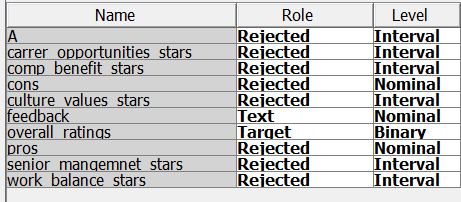 Name Role Level
A Rejected Interval
carrer_opportunities_stars Rejected Interval
comp_benefit_stars Rejected Interval
cons Rejected Nominal
culture_values_stars Rejected Interval
feedback Text Nominal
overall_ratings Target Binary
pros Rejected Nominal
senior_mangemnet_stars Rejected Interval
work_balance_stars Rejected Interval